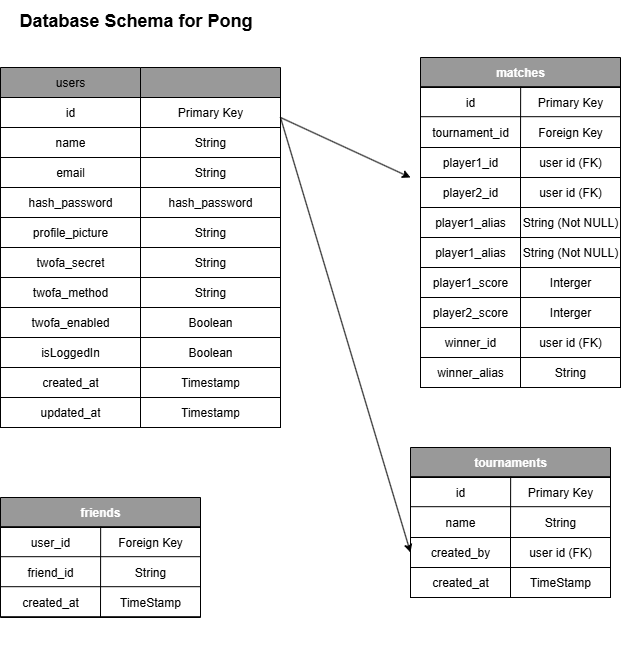 Database Schema for Pong
users
id Primary Key
name String
email String
hash_password hash_password
profile_picture String
twofa_secret String
twofa_method String
twofa_enabled Boolean
isLoggedIn Boolean
created_at Timestamp
updated_at Timestamp
matches
id Primary Key
tournament_id Foreign Key
player1_id user id (FK)
player2_id user id (FK)
player1_alias String (Not NULL)
player1_alias String (Not NULL)
player1_score Interger
player2_score Interger
winner_id user id (FK)
winner_alias String
friends
user_id Foreign Key
friend_id String
created_at TimeStamp
tournaments
id Primary Key
name String
created_by user id (FK)
created_at TimeStamp